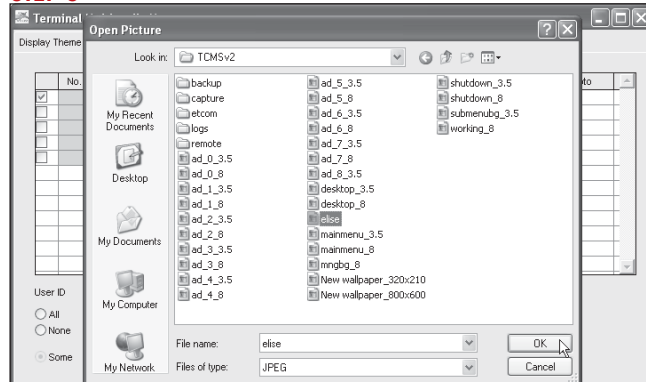 Terminal
Open Picture
Display Theme
Look in:
TCMSv2
No.
My Recent
Documents
Desktop
My Documents
My Computer
My Network
backup
capture
etcom
logs
remote
ad_0_3.5
ad_0_8
ad_1_3.5
ad_1_8
ad_2_3.5
ad_2_8
ad_3_3.5
ad_3_8
ad_4_3.5
ad_4_8
ad_5_3.5
ad_5_8
ad_6_3.5
ad_6_8
ad_7_3.5
ad_7_8
ad_8_3.5
desktop_3.5
desktop_8
elise
mainmenu_3.5
mainmenu_8
mngbg_8
New wallpaper_320x210
New wallpaper_800x600
shutdown_3.5
shutdown_8
submenubg_3.5
working_8
User ID
All
None
Some
File name:
elise
OK
Files of type:
JPEG
Cancel